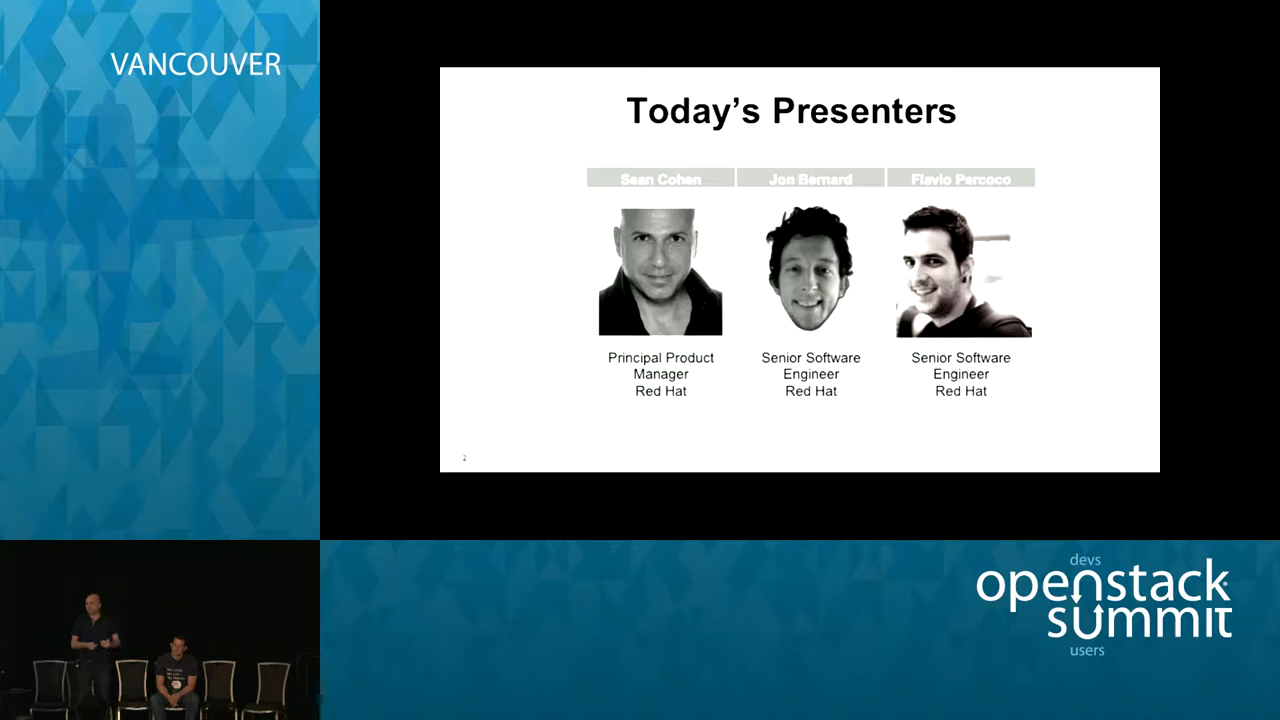 VANCOUVER
Today’s Presenters
Sean Cohen
Jon Bernard
Flavio Percoco
Principal Product
Manager
Red Hat
Senior Software
Engineer
Red Hat
Senior Software
Engineer
Red Hat
2
devs
openstack
summit
users